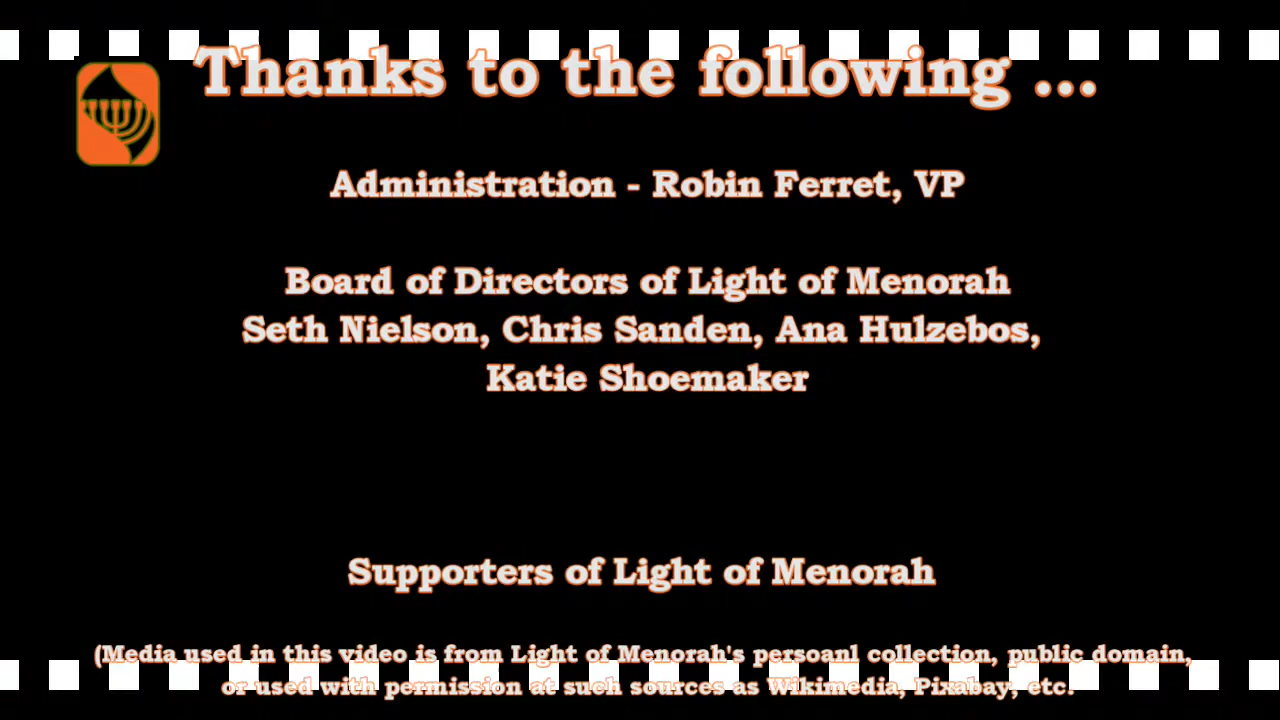 Thanks to the following ...
Administration - Robin Ferret, VP
Board of Directors of Light of Menorah
Seth Nielson, Chris Sanden, Ana Hulzebos,
Katie Shoemaker
Supporters of Light of Menorah
(Media used in this video is from Light of Menorah's persoanl collection, public domain,
or used with permission at such sources as Wikimedia, Pixabay, etc.